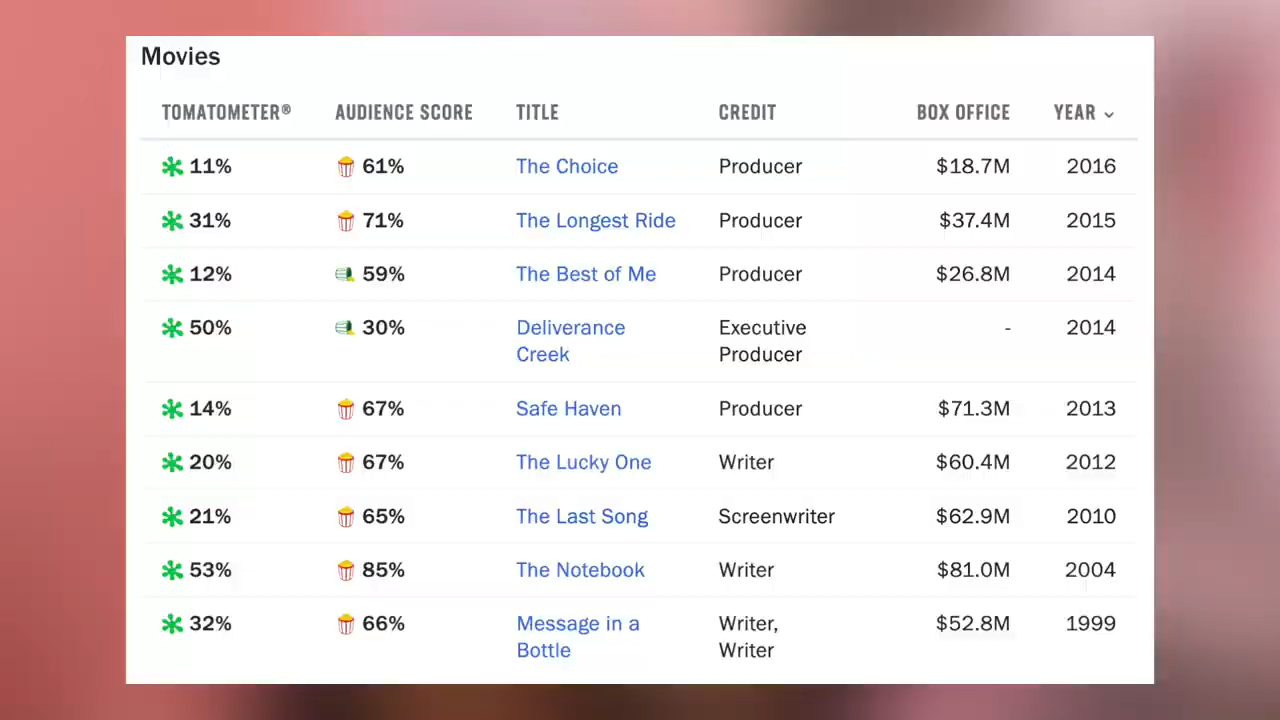 Movies
TOMATOMETER® AUDIENCE SCORE TITLE CREDIT BOX OFFICE YEAR
11% 61% The Choice Producer $18.7M 2016
31% 71% The Longest Ride Producer $37.4M 2015
12% 59% The Best of Me Producer $26.8M 2014
50% 30% Deliverance Executive - 2014
Creek Producer
14% 67% Safe Haven Producer $71.3M 2013
20% 67% The Lucky One Writer $60.4M 2012
21% 65% The Last Song Screenwriter $62.9M 2010
53% 85% The Notebook Writer $81.0M 2004
32% 66% Message in a Writer, $52.8M 1999
Bottle Writer